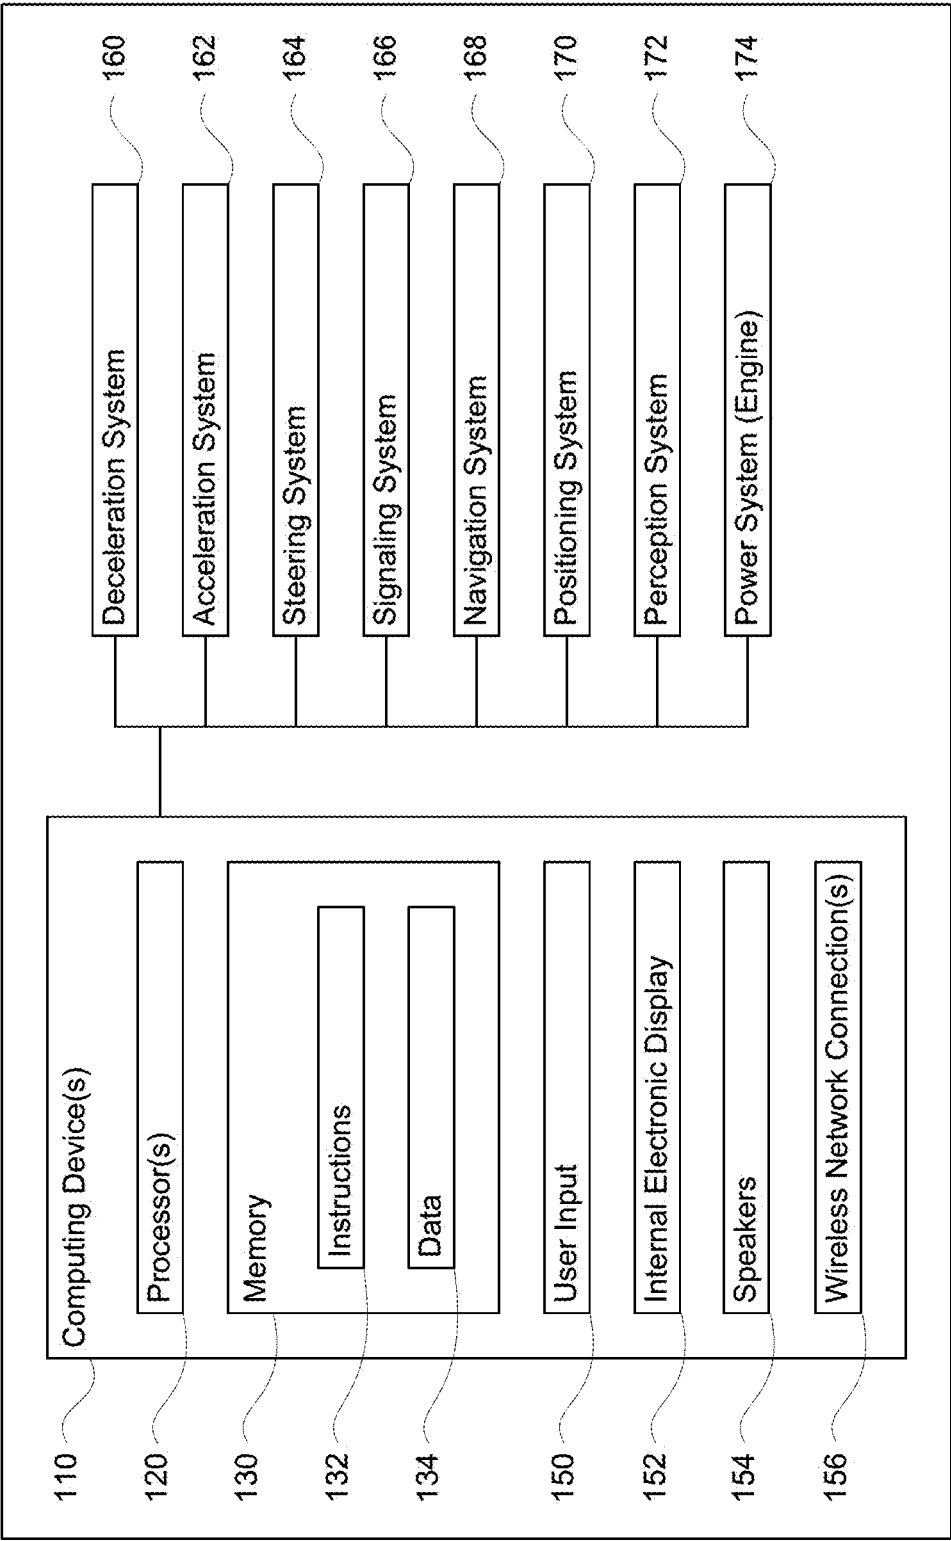 110
Computing Device(s)
120
Processor(s)
130
Memory
132
Instructions
134
Data
150
User Input
152
Internal Electronic Display
154
Speakers
156
Wireless Network Connection(s)
Deceleration System
160
Acceleration System
162
Steering System
164
Signaling System
166
Navigation System
168
Positioning System
170
Perception System
172
Power System (Engine)
174